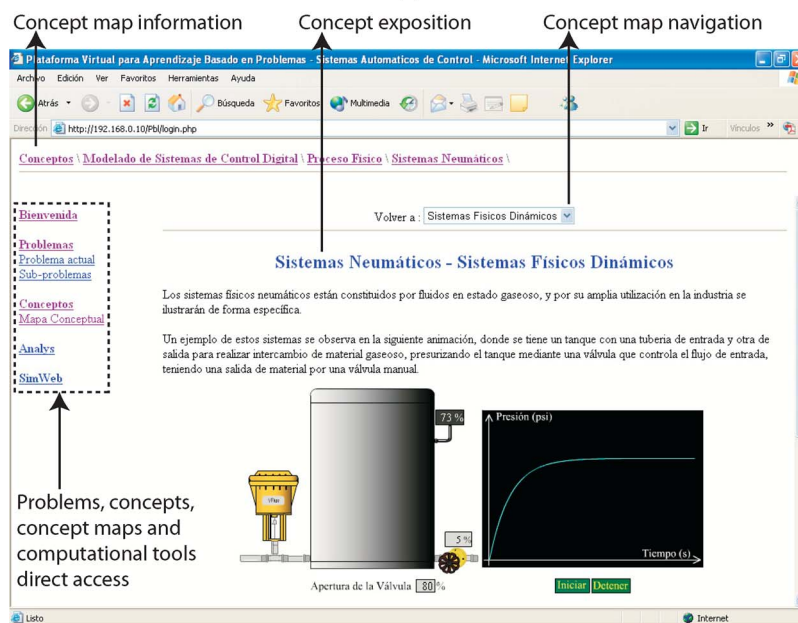 Concept map information
Concept exposition
Concept map navigation
Plataforma Virtual para Aprendizaje Basado en Problemas - Sistemas Automaticos de Control - Microsoft Internet Explorer
Archivo Edición Ver Favoritos Herramientas Ayuda
Atrás Búsqueda Favoritos Multimedia
Dirección http://192.168.0.10/Pbl/login.php Ir Vínculos »
Conceptos \ Modelado de Sistemas de Control Digital \ Proceso Físico \ Sistemas Neumáticos \
Bienvenida
Volver a : Sistemas Fisicos Dinámicos
Problemas
Problema actual
Sub-problemas
Conceptos
Mapa Conceptual
Analys
SimWeb
Sistemas Neumáticos - Sistemas Físicos Dinámicos
Los sistemas físicos neumáticos están constituidos por fluidos en estado gaseoso, y por su amplia utilización en la industria se
ilustrarán de forma específica.
Un ejemplo de estos sistemas se observa en la siguiente animación, donde se tiene un tanque con una tuberia de entrada y otra de
salida para realizar intercambio de material gaseoso, presurizando el tanque mediante una válvula que controla el flujo de entrada,
teniendo una salida de material por una válvula manual.
73 %
Presión (psi)
5 %
Tiempo (s)
Apertura de la Válvula 80 %
Iniciar Detener
Problems, concepts,
concept maps and
computational tools
direct access
Listo
Internet